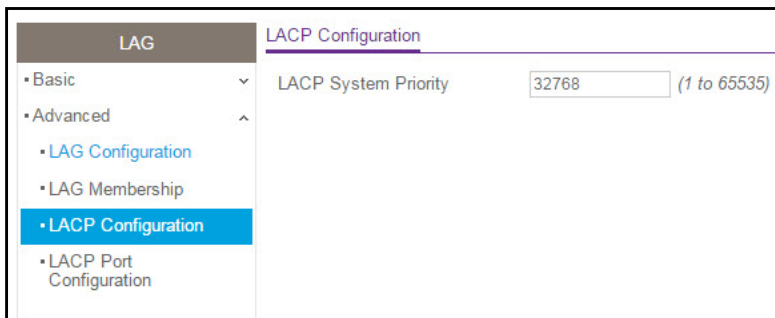 LAG
Basic
Advanced
LAG Configuration
LAG Membership
LACP Configuration
LACP Port
Configuration
LACP Configuration
LACP System Priority 32768 (1 to 65535)